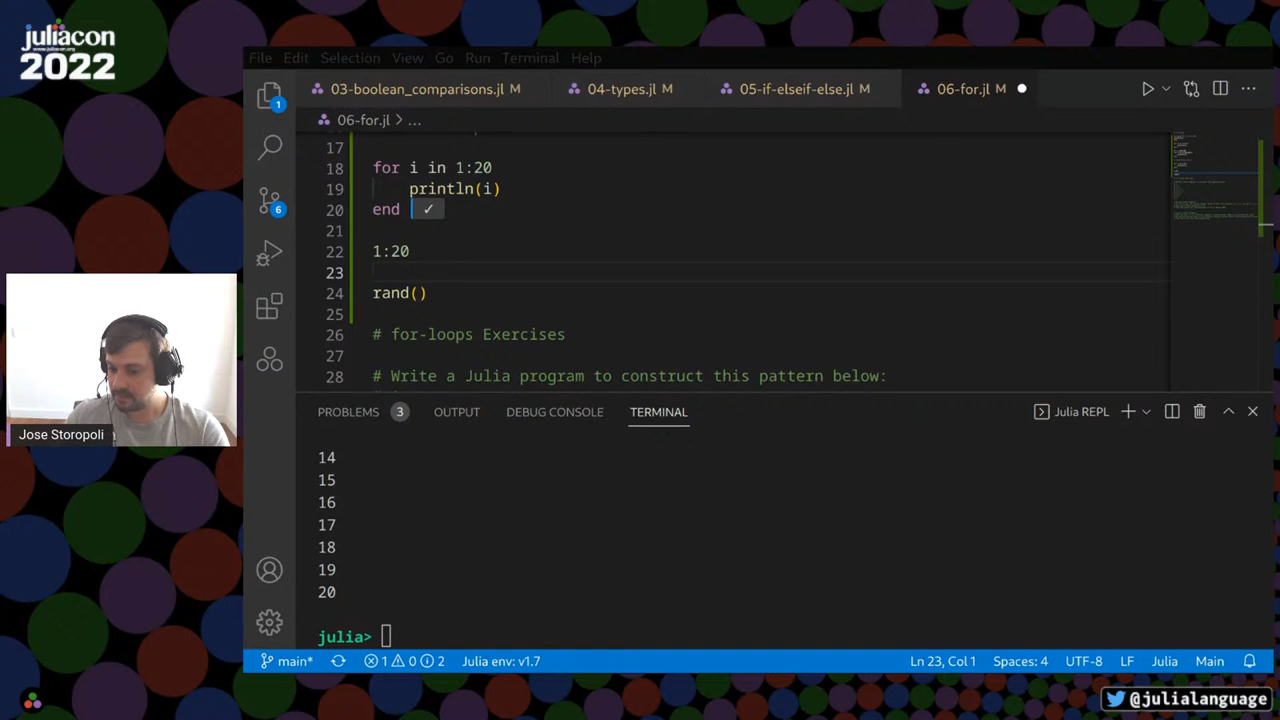 juliacon
www.juliacon.org
2022
File Edit Selection View Go Run Terminal Help
03-boolean_comparisons.jl M 04-types.jl M 05-if-elseif-else.jl M 06-for.jl M
06-for.jl > ...
17
18 for i in 1:20
19 println(i)
20 end ✓
21
22 1:20
23
24 rand()
25
26 # for-loops Exercises
27
28 # Write a Julia program to construct this pattern below:
1
6
PROBLEMS 3 OUTPUT DEBUG CONSOLE TERMINAL Julia REPL
14
15
16
17
18
19
20
julia>
Jose Storopoli
main* 1 0 2 Julia env: v1.7 Ln 23, Col 1 Spaces: 4 UTF-8 LF Julia Main
@julialanguage